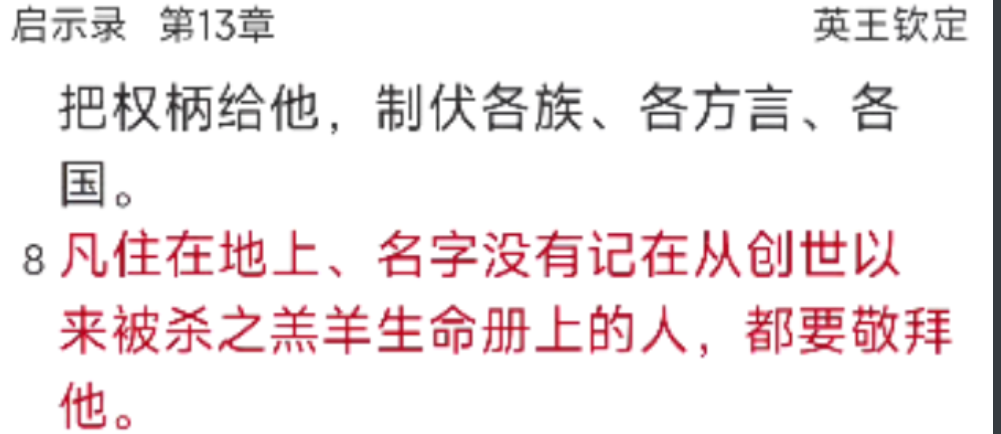 启示录 第13章 英王钦定
把权柄给他，制伏各族、各方言、各
国。
8 凡住在地上、名字没有记在从创世以
来被杀之羔羊生命册上的人，都要敬拜
他。